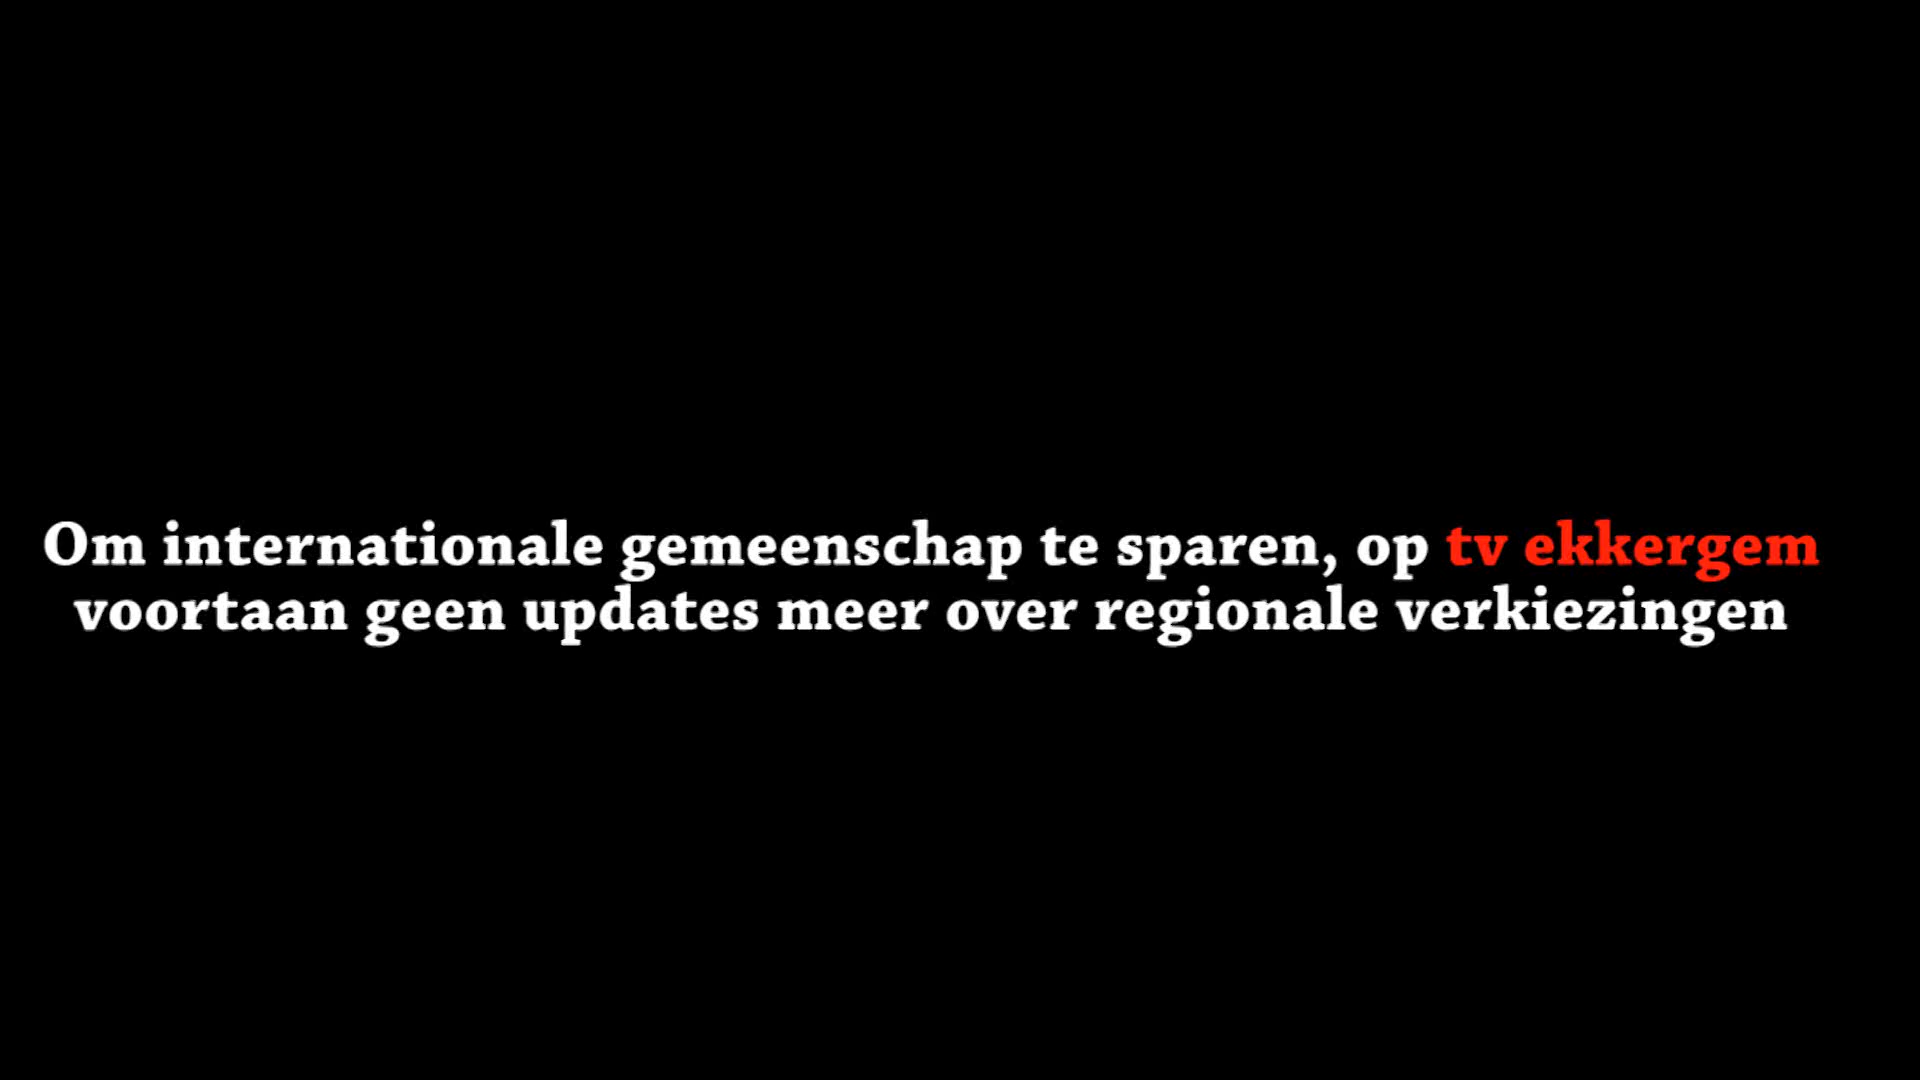 Om internationale gemeenschap te sparen, op tv ekkergem
voortaan geen updates meer over regionale verkiezingen